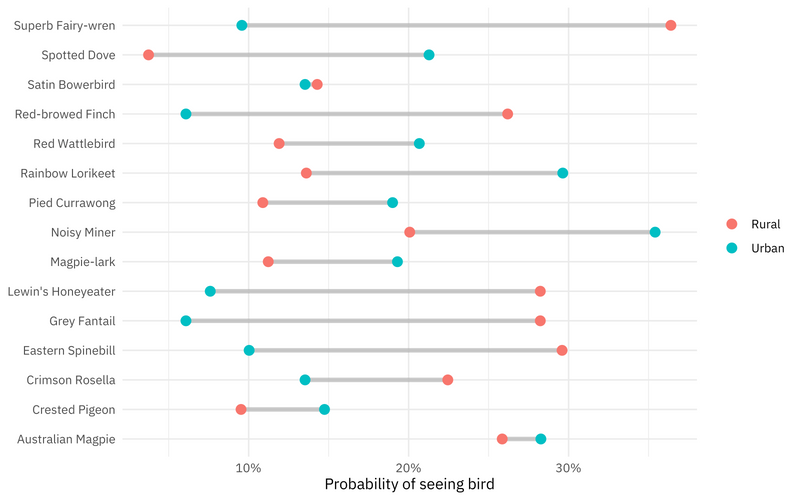 Superb Fairy-wren
Spotted Dove
Satin Bowerbird
Red-browed Finch
Red Wattlebird
Rainbow Lorikeet
Pied Currawong
Noisy Miner
Magpie-lark
Lewin's Honeyeater
Grey Fantail
Eastern Spinebill
Crimson Rosella
Crested Pigeon
Australian Magpie
10% 20% 30%
Probability of seeing bird
Rural
Urban